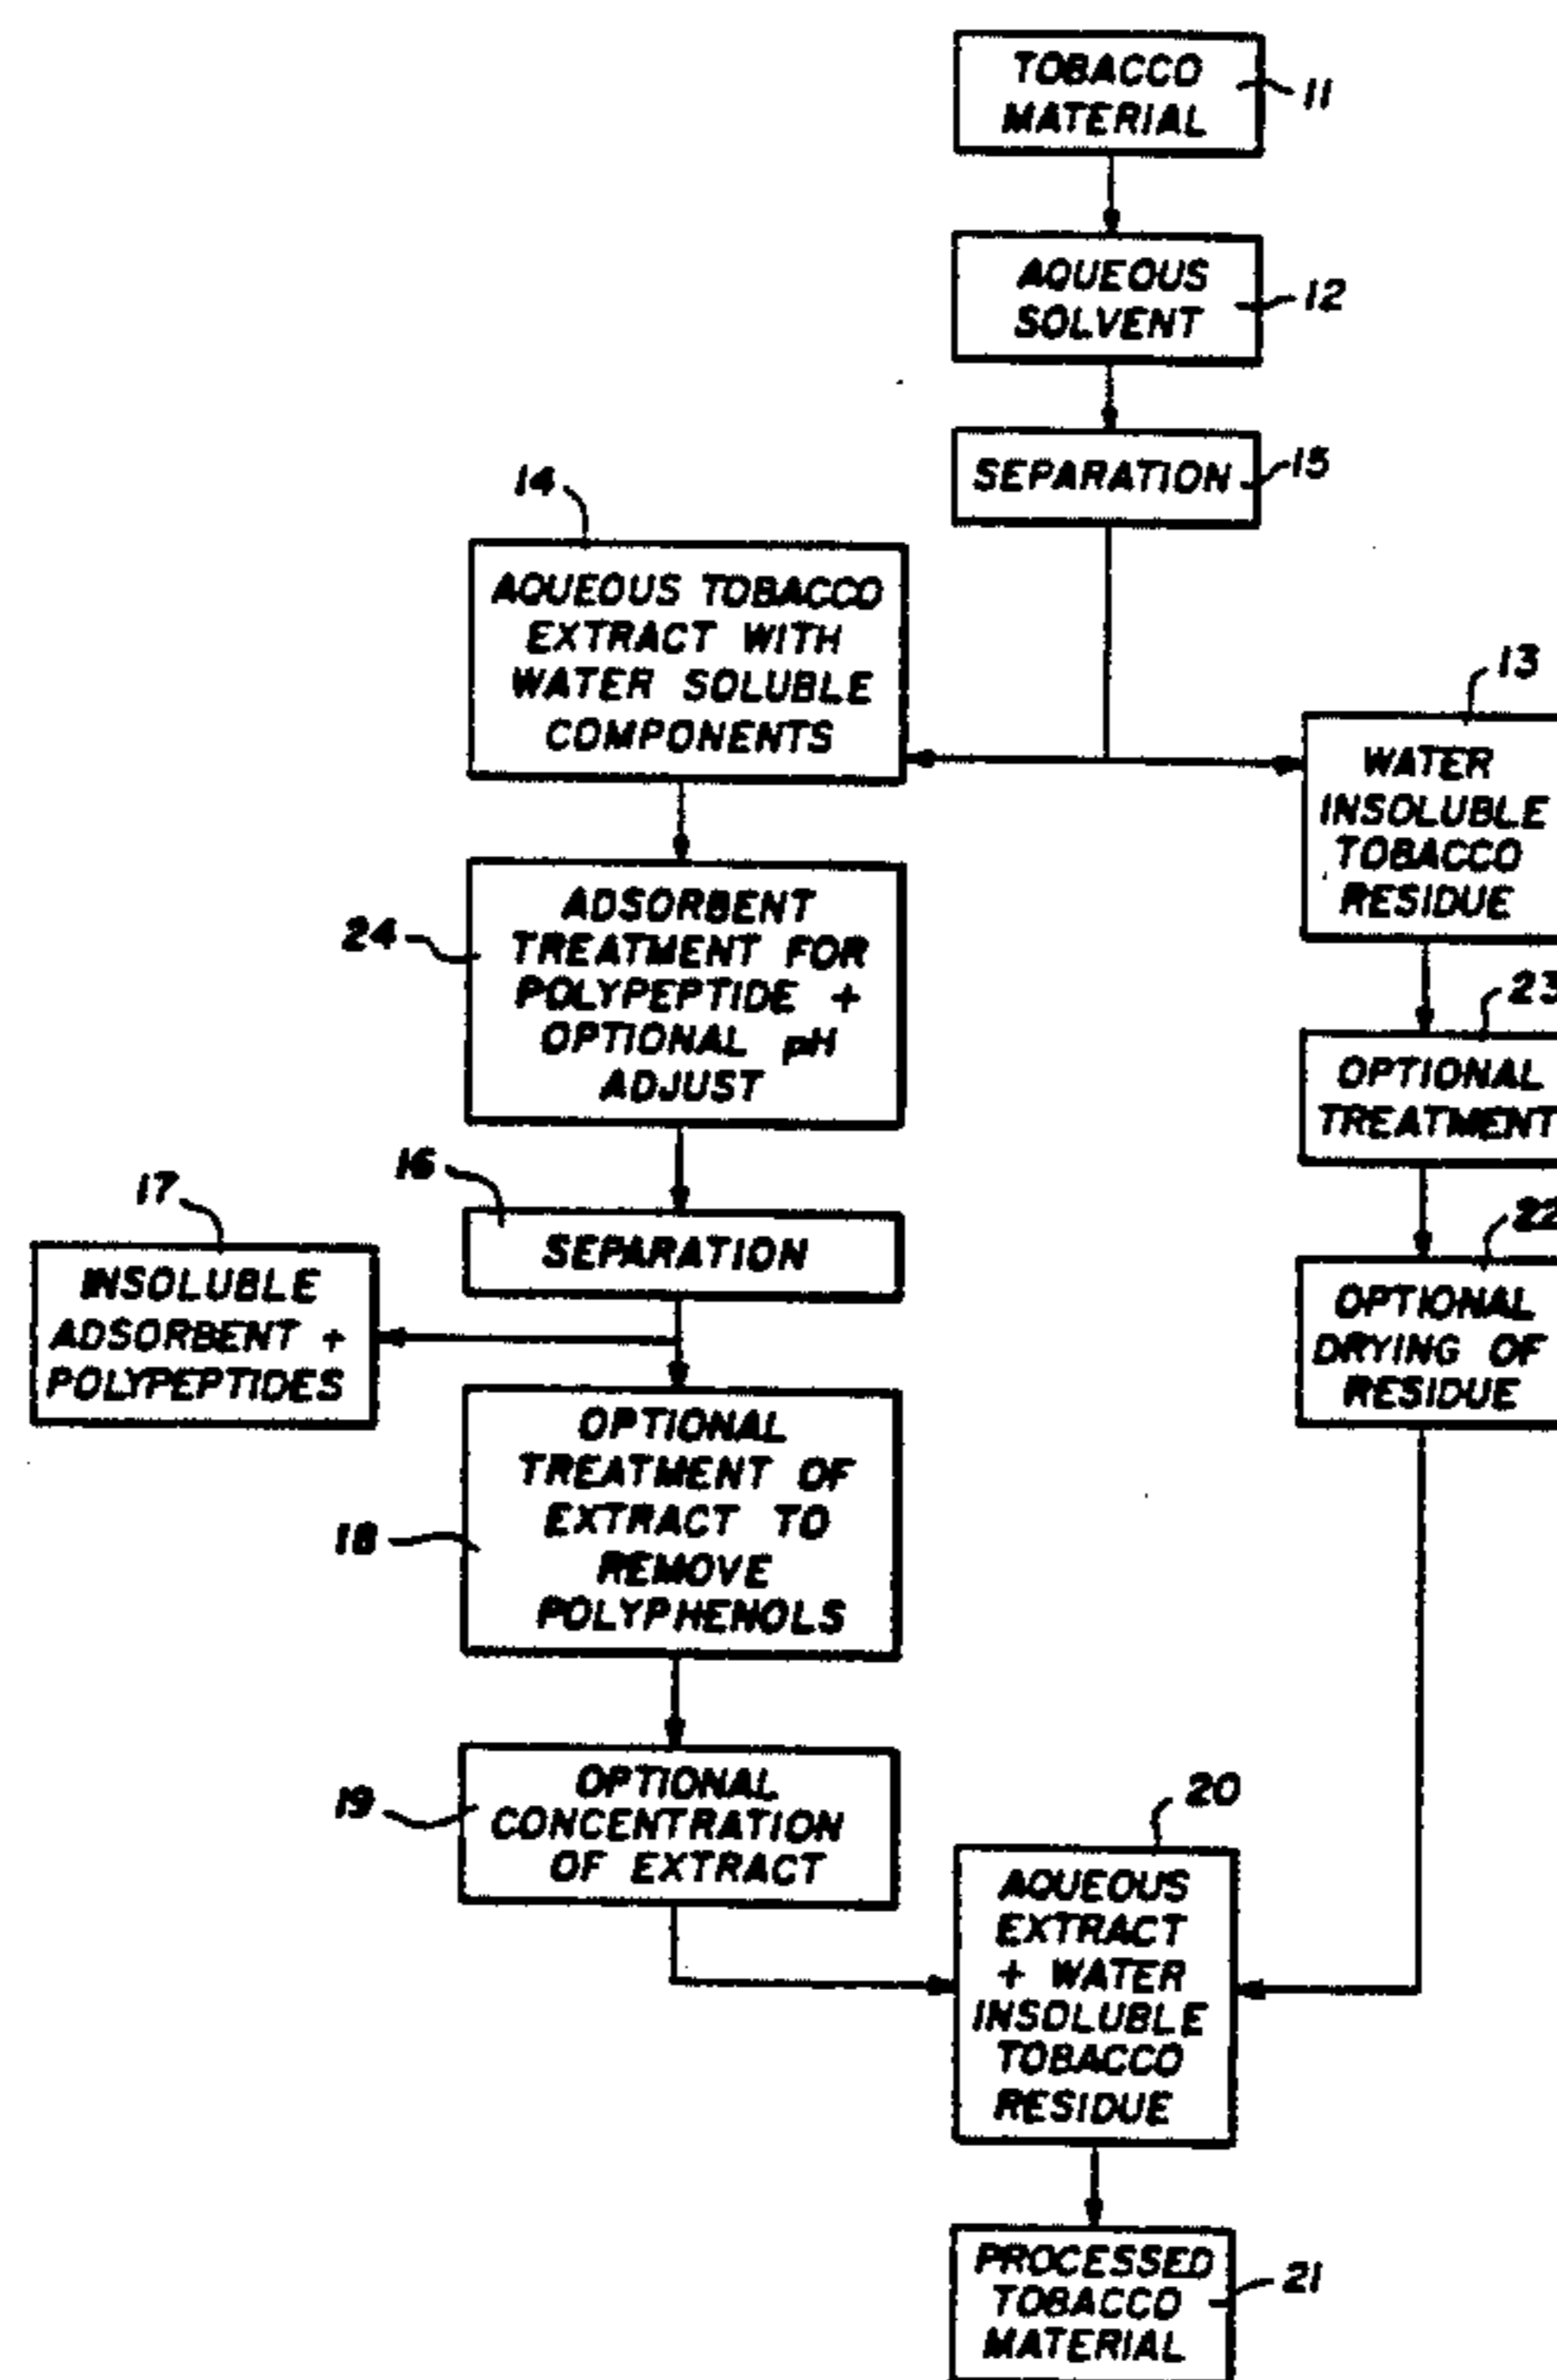 TOBACCO
MATERIAL
11
AQUEOUS
SOLVENT
12
SEPARATION
15
14
AQUEOUS TOBACCO
EXTRACT WITH
WATER SOLUBLE
COMPONENTS
13
WATER
INSOLUBLE
TOBACCO
RESIDUE
24
ADSORBENT
TREATMENT FOR
POLYPEPTIDE +
OPTIONAL pH
ADJUST
23
OPTIONAL
TREATMENT
16
SEPARATION
17
INSOLUBLE
ADSORBENT +
POLYPEPTIDES
22
OPTIONAL
DRYING OF
RESIDUE
18
OPTIONAL
TREATMENT OF
EXTRACT TO
REMOVE
POLYPHENOLS
19
OPTIONAL
CONCENTRATION
OF EXTRACT
20
AQUEOUS
EXTRACT
+ WATER
INSOLUBLE
TOBACCO
RESIDUE
PROCESSED
TOBACCO
MATERIAL
21